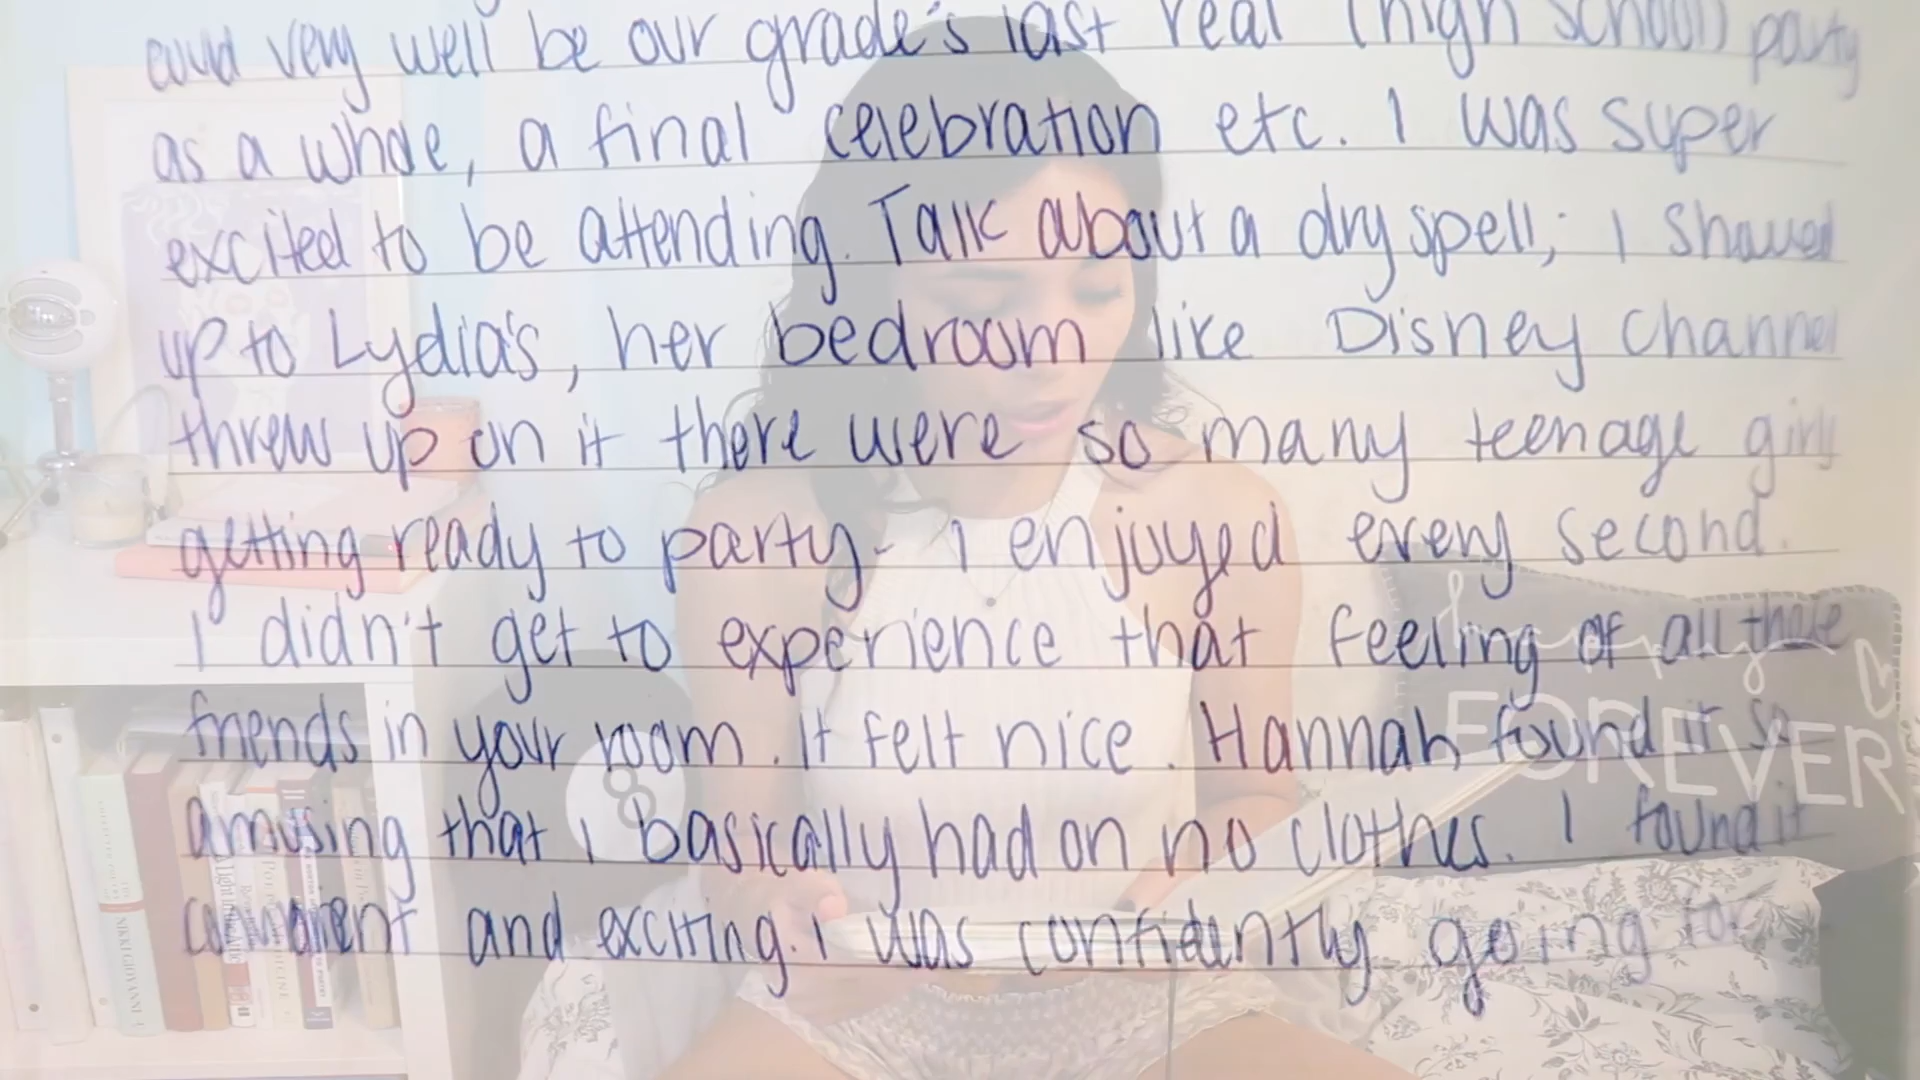 could very well be our grade's last real (high school) party
as a whole, a final celebration etc. I was super
excited to be attending. Talk about a dry spell; I showed
up to Lydia's, her bedroom like Disney channel
threw up on it there were so many teenage girls
getting ready to party- I enjoyed every second.
I didn't get to experience that feeling of all those
friends in your room. It felt nice. Hannah found it so
amusing that I basically had on no clothes. I found it
convenient and exciting. I was confidently going for
FOREVER
NIKKI GIOVANNI